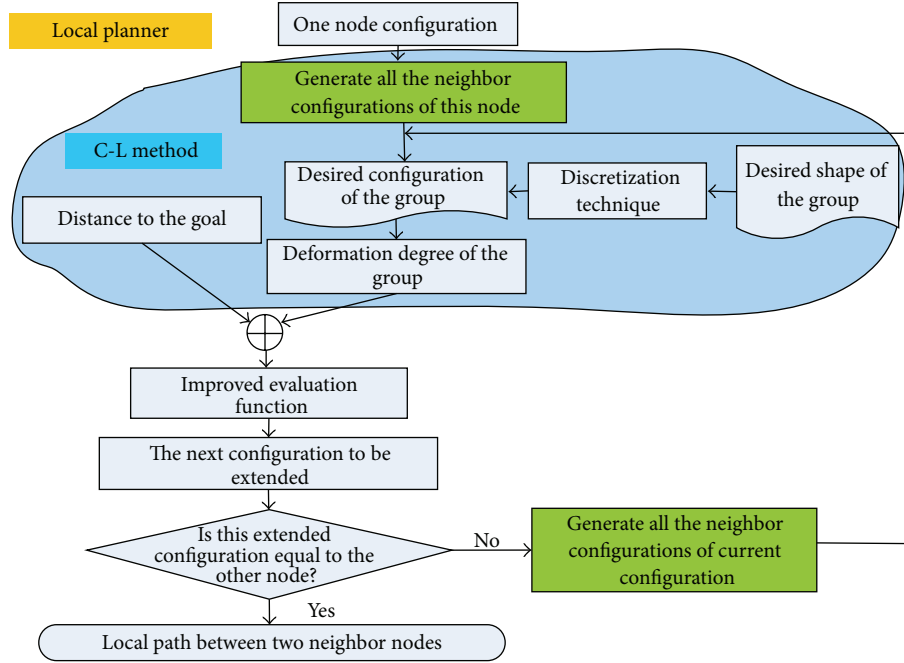 Local planner
One node configuration
Generate all the neighbor
configurations of this node
C-L method
Desired configuration
of the group
Discretization
technique
Desired shape of
the group
Distance to the goal
Deformation degree of the
group
Improved evaluation
function
The next configuration to be
extended
Is this extended
configuration equal to the
other node?
No
Generate all the neighbor
configurations of current
configuration
Yes
Local path between two neighbor nodes